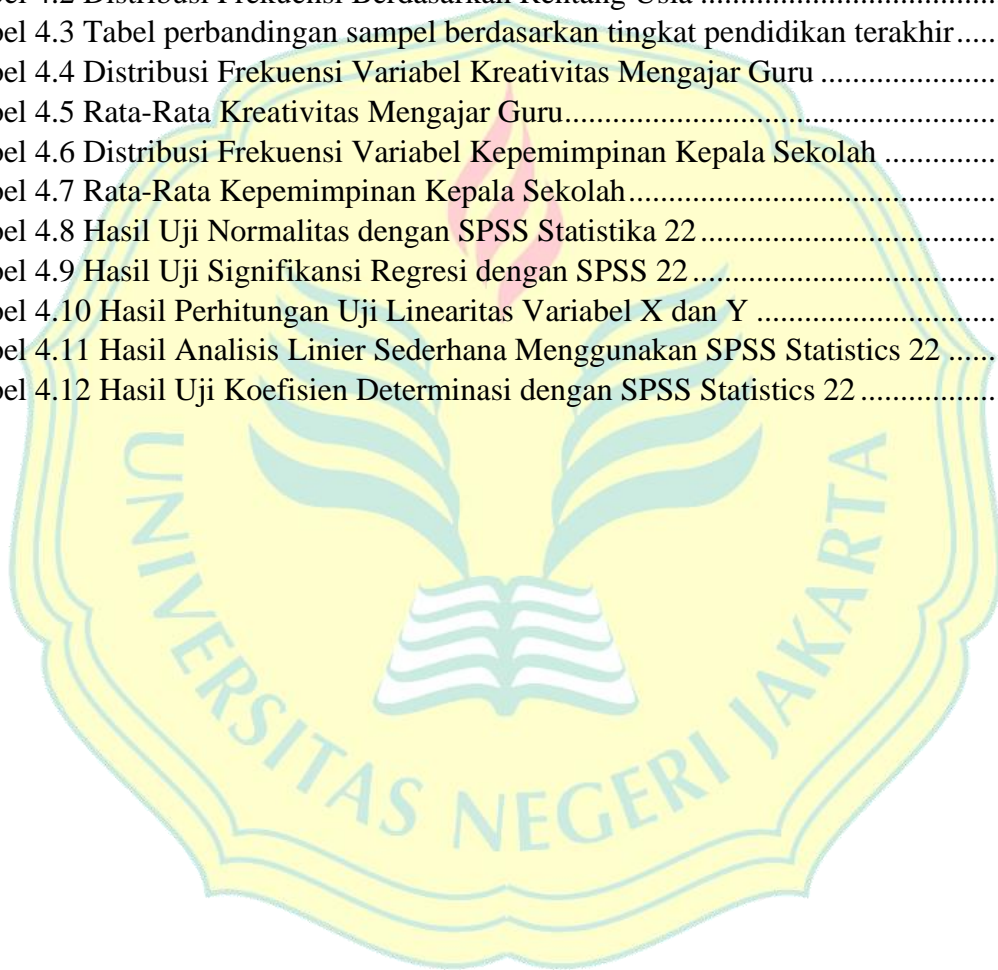 bel 4.2 Distribusi Frekuensi Berdasarkan Rentang Usia ...................................
bel 4.3 Tabel perbandingan sampel berdasarkan tingkat pendidikan terakhir.....
bel 4.4 Distribusi Frekuensi Variabel Kreativitas Mengajar Guru ........................
bel 4.5 Rata-Rata Kreativitas Mengajar Guru...........................................................
bel 4.6 Distribusi Frekuensi Variabel Kepemimpinan Kepala Sekolah ...............
bel 4.7 Rata-Rata Kepemimpinan Kepala Sekolah..................................................
bel 4.8 Hasil Uji Normalitas dengan SPSS Statistika 22.........................................
bel 4.9 Hasil Uji Signifikansi Regresi dengan SPSS 22..........................................
bel 4.10 Hasil Perhitungan Uji Linearitas Variabel X dan Y .................................
bel 4.11 Hasil Analisis Linier Sederhana Menggunakan SPSS Statistics 22 ......
bel 4.12 Hasil Uji Koefisien Determinasi dengan SPSS Statistics 22..................
UNIVERSITAS NEGERI JAKARTA